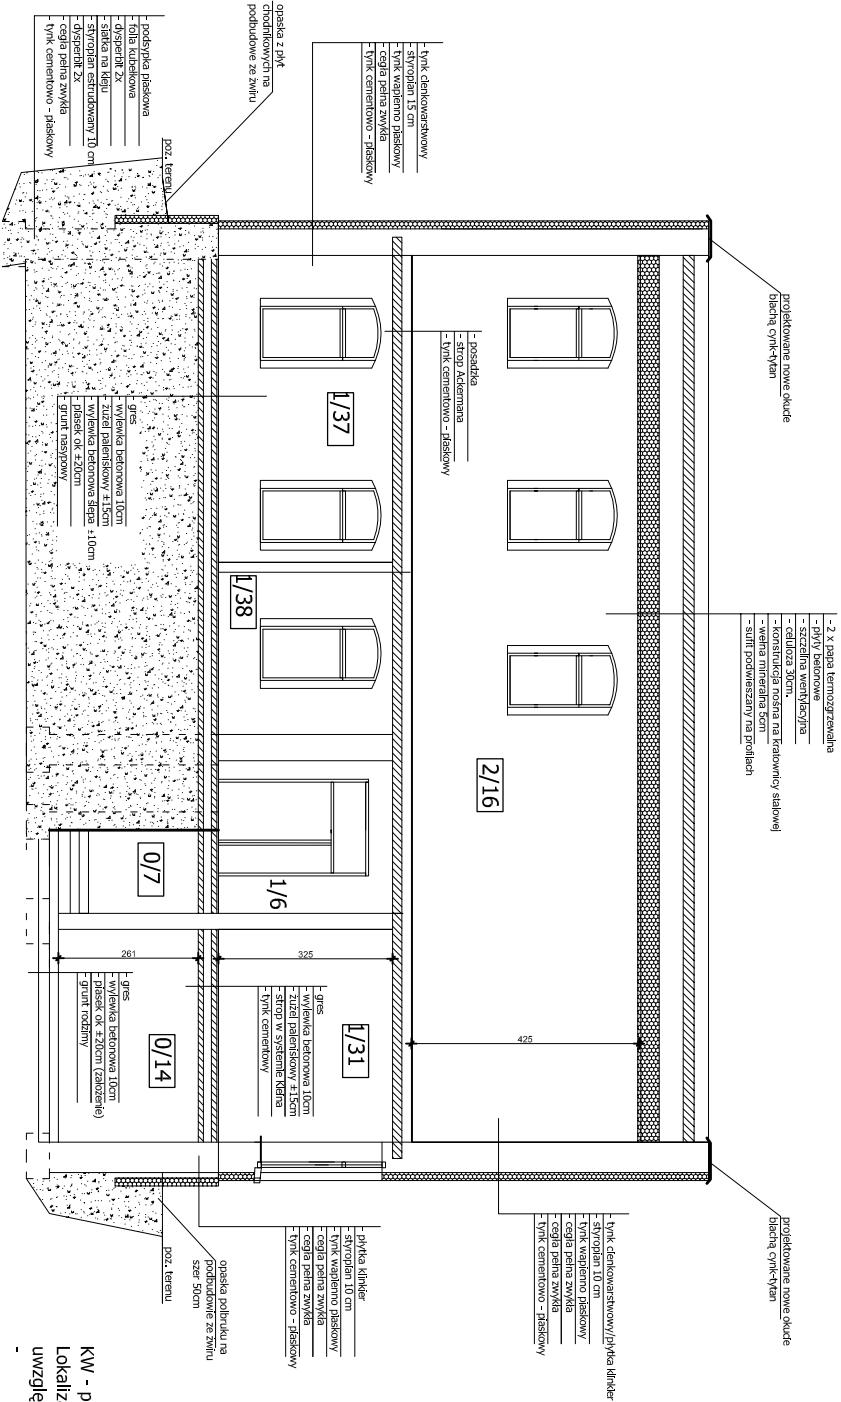 - podsypka piaskowa
- folia kubełkowa
- dysperbit 2x
- siatka na kleju
- styropian estrudowany 10 cm
- dysperbit 2x
- cegła pełna zwykła
- tynk cementowo - piaskowy
poz. terenu
opaska z płyt
chodnikowych na
podbudowe ze żwiru
- tynk cienkowarstwowy
- styropian 15 cm
- tynk wapienno piaskowy
- cegła pełna zwykła
- tynk cementowo - piaskowy
projektowane nowe okucie
blachą cynk-tytan
- posadzka
- strop Ackermana
- tynk cementowo - piaskowy
- gres
- wylewka betonowa 10cm
- żużel paleniskowy ±15cm
- wylewka betonowa ślepa ±10cm
- piasek ok ±20cm
- grunt nasypowy
1/37
1/38
- 2 x papa termozgrzewalna
- płyty betonowe
- szczelina wentylacyjna
- celuloza 30cm.
- konstrukcja nośna na kratownicy stalowej
- wełna mineralna 5cm
- sufit podwieszany na profilach
2/16
0/7
1/6
261
325
425
- gres
- wylewka betonowa 10cm
- piasek ok ±20cm (założenie)
- grunt rodzimy
0/14
- gres
- wylewka betonowa 10cm
- żużel paleniskowy ±15cm
- strop w systemie Kleina
- tynk cementowy
1/31
projektowane nowe okucie
blachą cynk-tytan
- tynk cienkowarstwowy/płytka klinkier
- styropian 10 cm
- tynk wapienno piaskowy
- cegła pełna zwykła
- cegła pełna zwykła
- tynk cementowo - piaskowy
- płytka klinkier
- styropian 10 cm
- tynk wapienno piaskowy
- cegła pełna zwykła
- cegła pełna zwykła
- tynk cementowo - piaskowy
opaska polbruku na
podbudowie ze żwiru
szer 50cm
poz. terenu
KW - p
Lokaliz
uwzglę
-